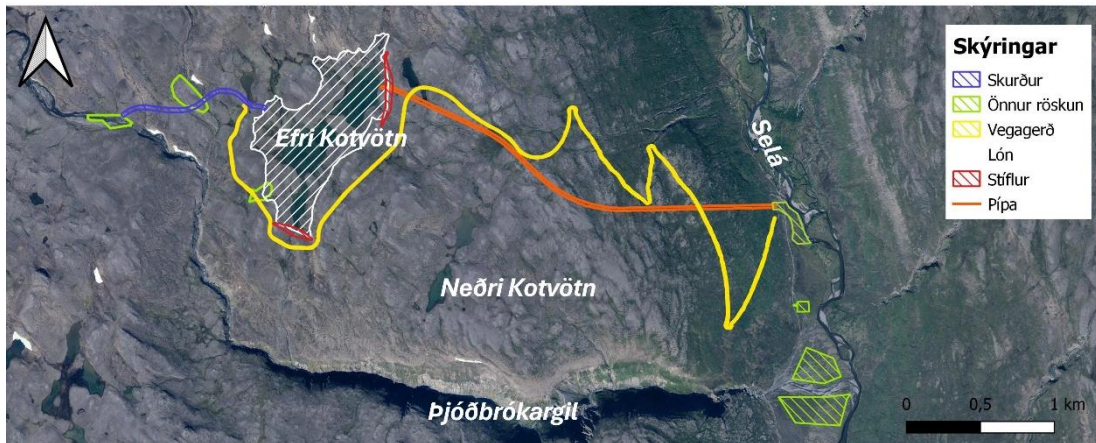 Skýringar
Skurður
Önnur röskun
Vegagerð
Lón
Stíflur
Pípa
Efri Kotvötn
Selá
Neðri Kotvötn
Þjóðbrókargil
0 0,5 1 km